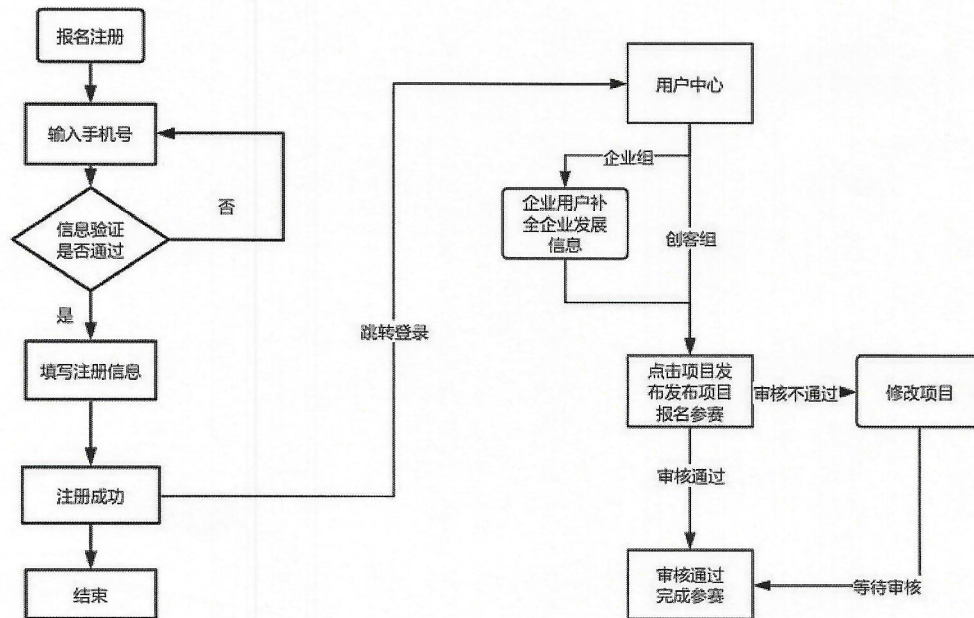 报名注册
输入手机号
信息验证
是否通过
否
是
填写注册信息
注册成功
结束
跳转登录
用户中心
企业组
企业用户补
全企业发展
信息
创客组
点击项目发
布发布项目
报名参赛
审核不通过
修改项目
审核通过
审核通过
完成参赛
等待审核